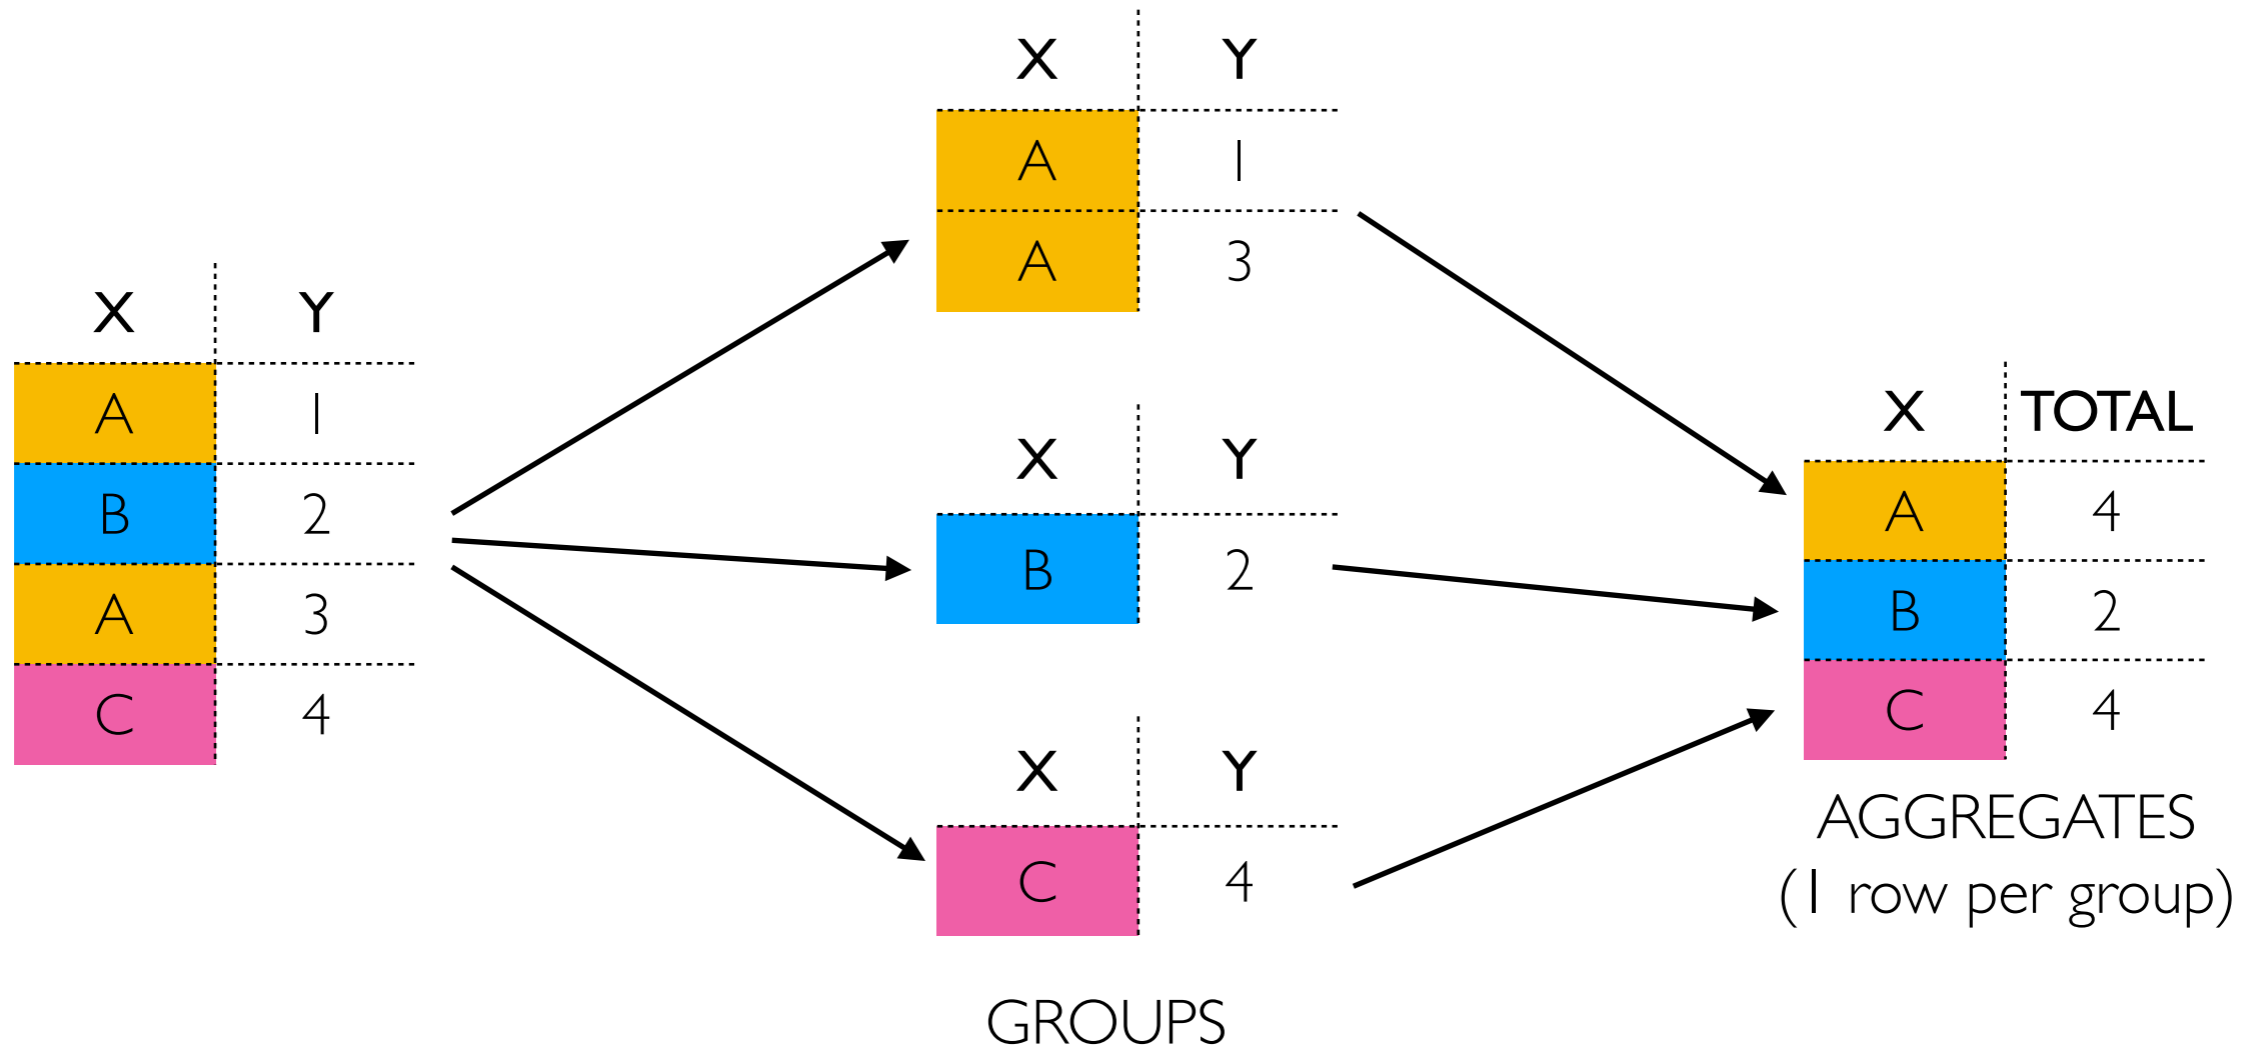 X Y
A 1
B 2
A 3
C 4
X Y
A 1
A 3
X Y
B 2
X Y
C 4
GROUPS
X TOTAL
A 4
B 2
C 4
AGGREGATES
(1 row per group)